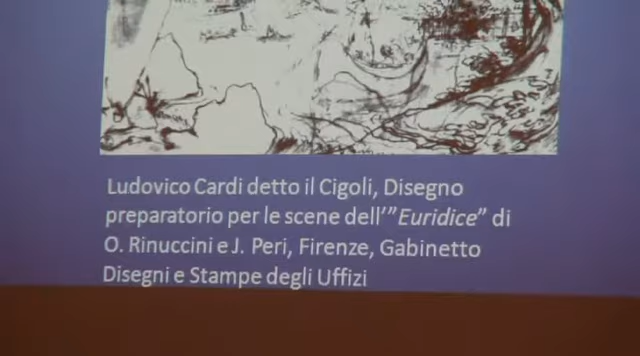 Ludovico Cardi detto il Cigoli, Disegno
preparatorio per le scene dell'"Euridice" di
O. Rinuccini e J. Peri, Firenze, Gabinetto
Disegni e Stampe degli Uffizi